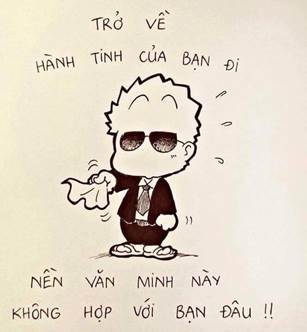 TRỞ VỀ
HÀNH TINH CỦA BẠN ĐI
NỀN VĂN MINH NÀY
KHÔNG HỢP VỚI BẠN ĐÂU !!